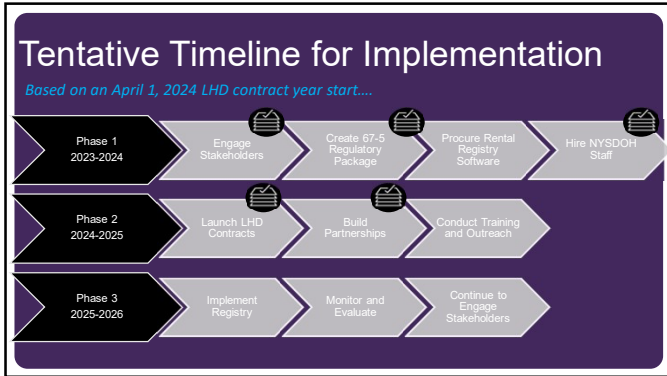 Tentative Timeline for Implementation
Based on an April 1, 2024 LHD contract year start....
Phase 1
2023-2024
Engage
Stakeholders
Create 67-5
Regulatory
Package
Procure Rental
Registry
Software
Hire NYSDOH
Staff
Phase 2
2024-2025
Launch LHD
Contracts
Build
Partnerships
Conduct Training
and Outreach
Phase 3
2025-2026
Implement
Registry
Monitor and
Evaluate
Continue to
Engage
Stakeholders